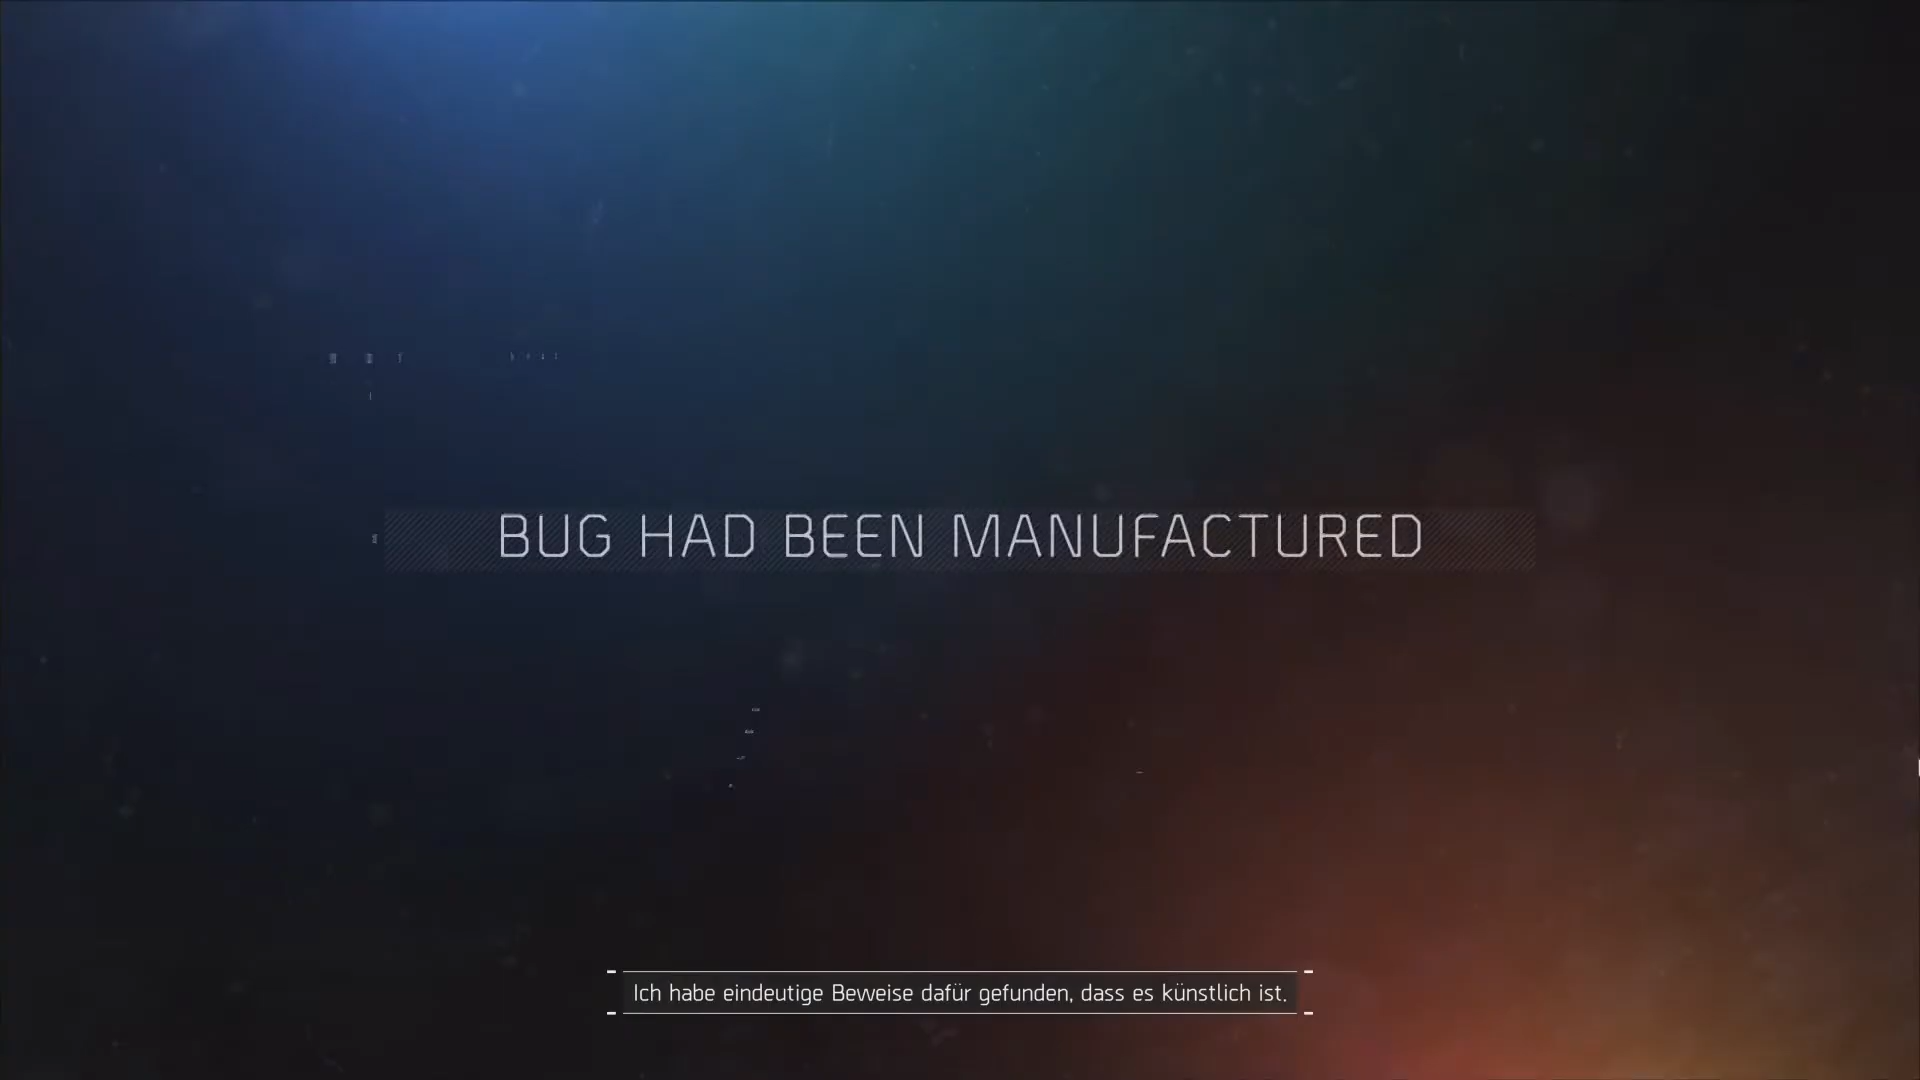 BUG HAD BEEN MANUFACTURED
Ich habe eindeutige Beweise dafür gefunden, dass es künstlich ist.